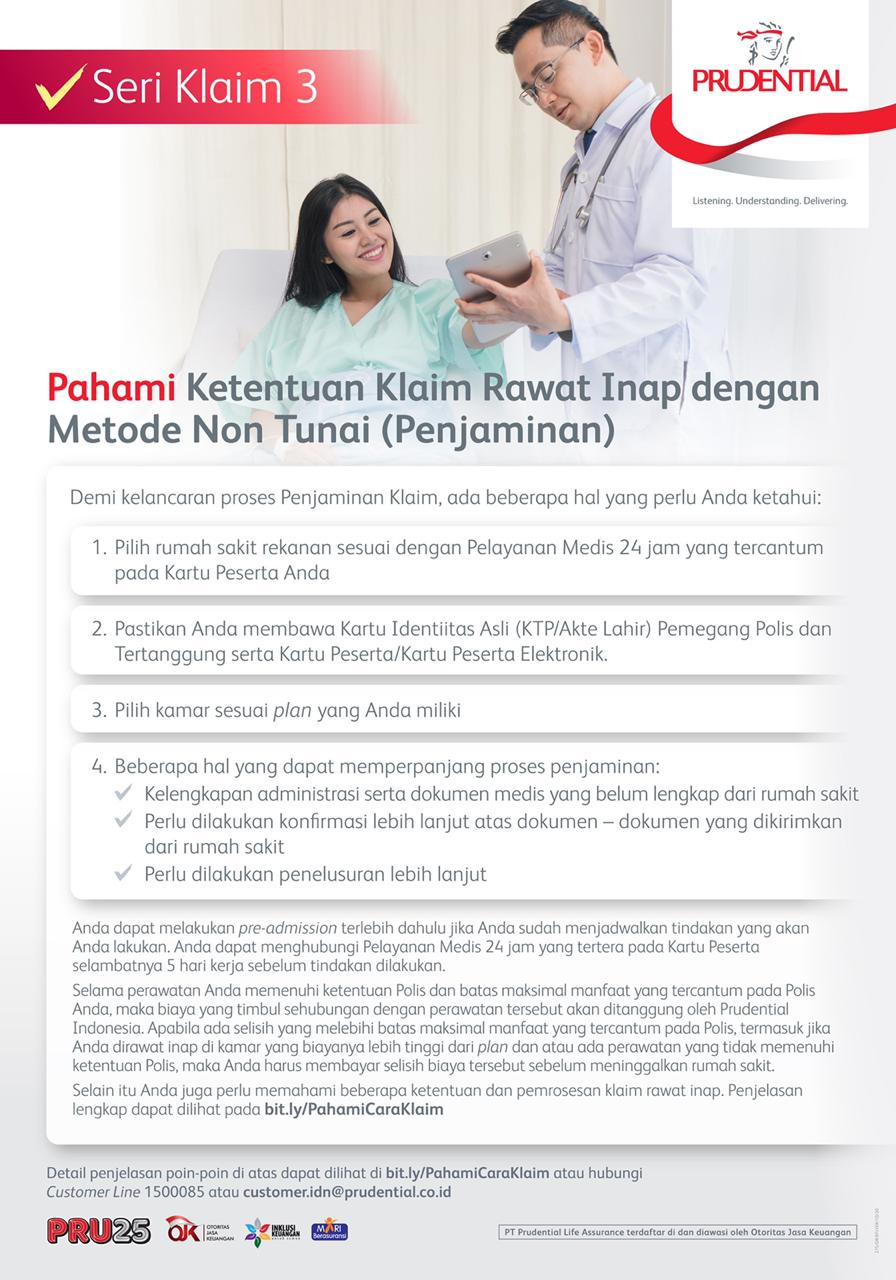 Seri Klaim 3
PRUDENTIAL
Listening. Understanding. Delivering.
Pahami Ketentuan Klaim Rawat Inap dengan
Metode Non Tunai (Penjaminan)
Demi kelancaran proses Penjaminan Klaim, ada beberapa hal yang perlu Anda ketahui:
1. Pilih rumah sakit rekanan sesuai dengan Pelayanan Medis 24 jam yang tercantum
pada Kartu Peserta Anda
2. Pastikan Anda membawa Kartu Identiitas Asli (KTP/Akte Lahir) Pemegang Polis dan
Tertanggung serta Kartu Peserta/Kartu Peserta Elektronik.
3. Pilih kamar sesuai plan yang Anda miliki
4. Beberapa hal yang dapat memperpanjang proses penjaminan:
Kelengkapan administrasi serta dokumen medis yang belum lengkap dari rumah sakit
Perlu dilakukan konfirmasi lebih lanjut atas dokumen – dokumen yang dikirimkan
dari rumah sakit
Perlu dilakukan penelusuran lebih lanjut
Anda dapat melakukan pre-admission terlebih dahulu jika Anda sudah menjadwalkan tindakan yang akan
Anda lakukan. Anda dapat menghubungi Pelayanan Medis 24 jam yang tertera pada Kartu Peserta
selambatnya 5 hari kerja sebelum tindakan dilakukan.
Selama perawatan Anda memenuhi ketentuan Polis dan batas maksimal manfaat yang tercantum pada Polis
Anda, maka biaya yang timbul sehubungan dengan perawatan tersebut akan ditanggung oleh Prudential
Indonesia. Apabila ada selisih yang melebihi batas maksimal manfaat yang tercantum pada Polis, termasuk jika
Anda dirawat inap di kamar yang biayanya lebih tinggi dari plan dan atau ada perawatan yang tidak memenuhi
ketentuan Polis, maka Anda harus membayar selisih biaya tersebut sebelum meninggalkan rumah sakit.
Selain itu Anda juga perlu memahami beberapa ketentuan dan pemrosesan klaim rawat inap. Penjelasan
lengkap dapat dilihat pada bit.ly/PahamiCaraKlaim
Detail penjelasan poin-poin di atas dapat dilihat di bit.ly/PahamiCaraKlaim atau hubungi
Customer Line 1500085 atau customer.idn@prudential.co.id
PRU25
OJK
OTORITAS
JASA
KEUANGAN
INKLUSI
KEUANGAN
MARI
Berasuransi
PT Prudential Life Assurance terdaftar di dan diawasi oleh Otoritas Jasa Keuangan